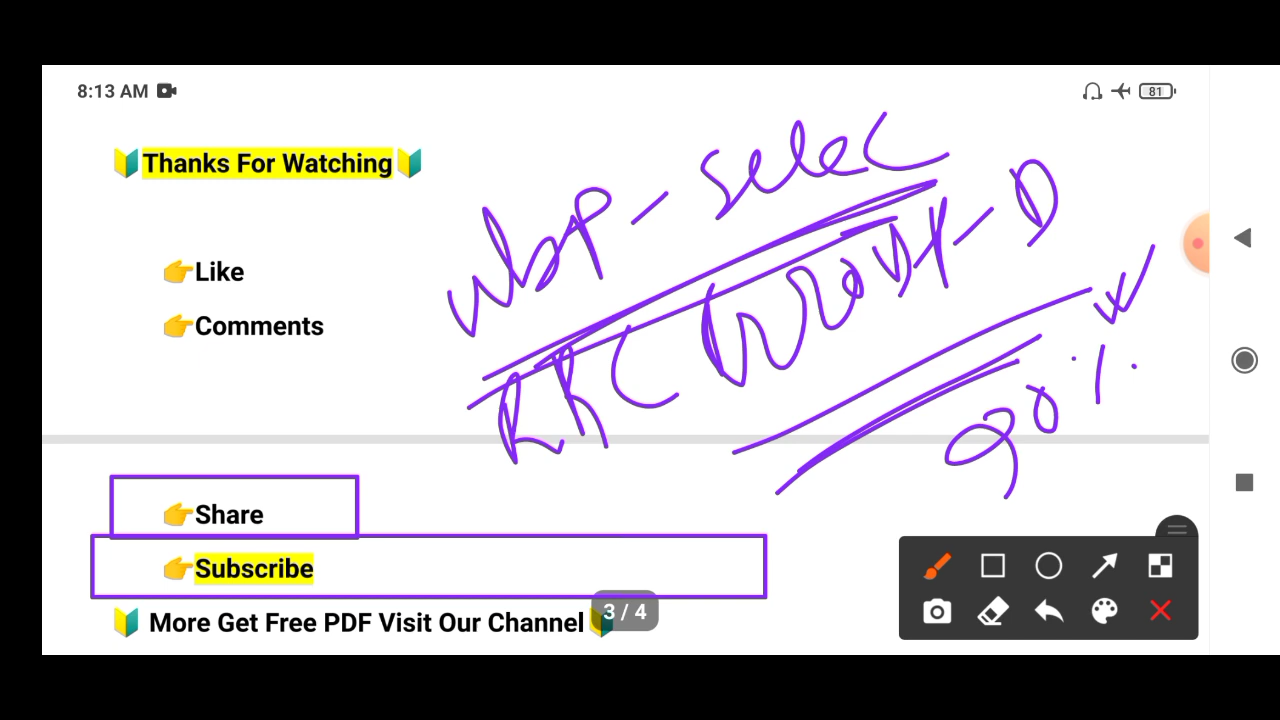 8:13 AM
81
🔰Thanks For Watching🔰
👉Like
👉Comments
wbp - selec
RRC
90%
👉Share
👉Subscribe
🔰 More Get Free PDF Visit Our Channel🔰
3 / 4